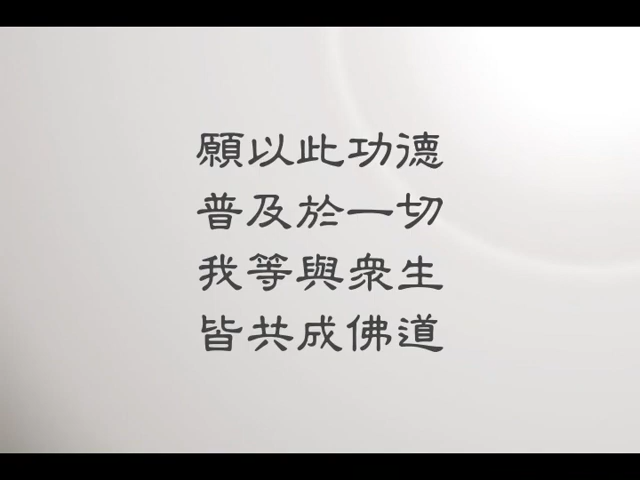 願以此功德
普及於一切
我等與衆生
皆共成佛道